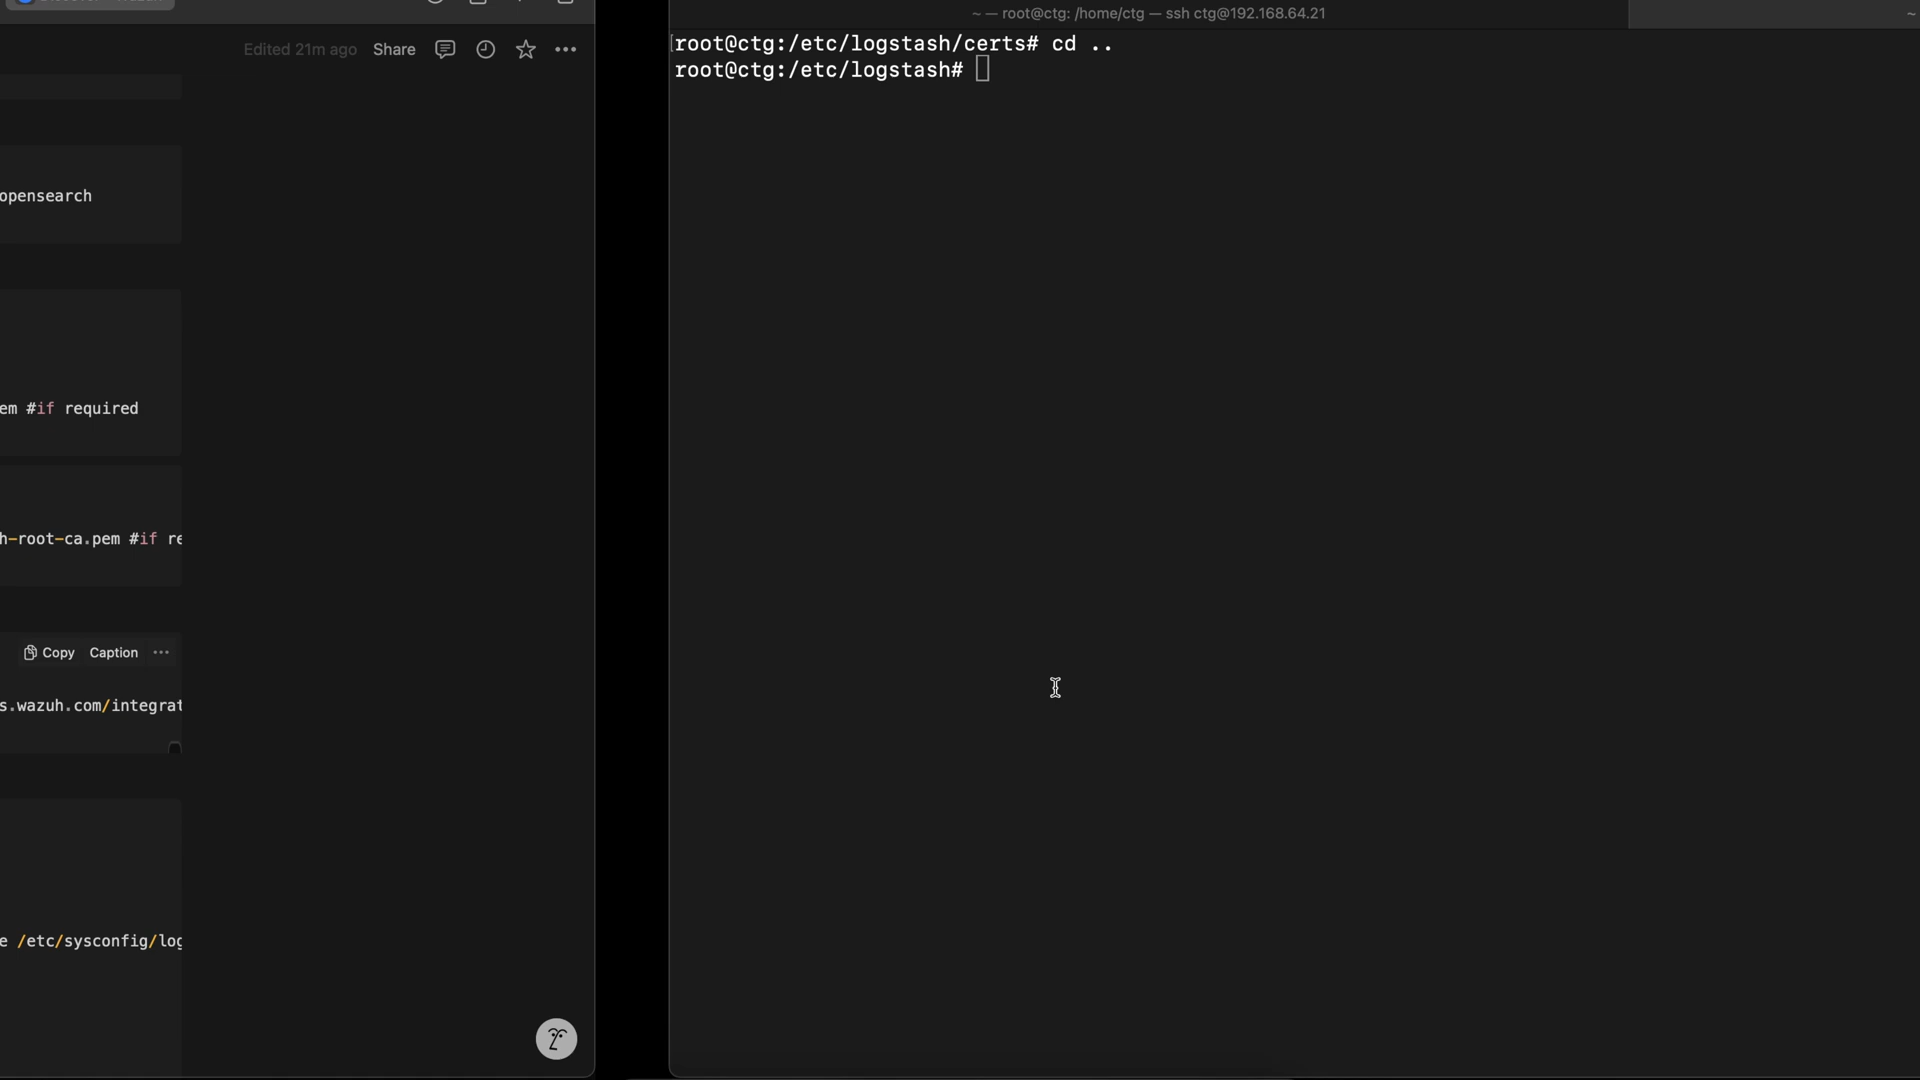 Edited 21m ago Share
opensearch
em #if required
h-root-ca.pem #if re
Copy Caption
s.wazuh.com/integrat
e /etc/sysconfig/log
~ — root@ctg: /home/ctg — ssh ctg@192.168.64.21
~
[root@ctg:/etc/logstash/certs# cd ..
root@ctg:/etc/logstash#